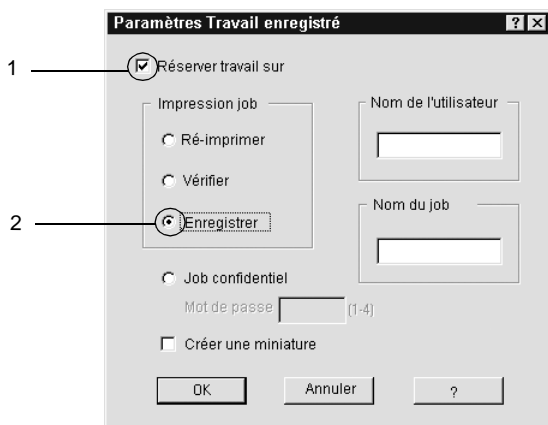 Paramètres Travail enregistré
? ×
1
Réserver travail sur
Impression job
Ré-imprimer
Vérifier
2
Enregistrer
Nom de l'utilisateur
Nom du job
Job confidentiel
Mot de passe
(1-4)
Créer une miniature
OK
Annuler
?